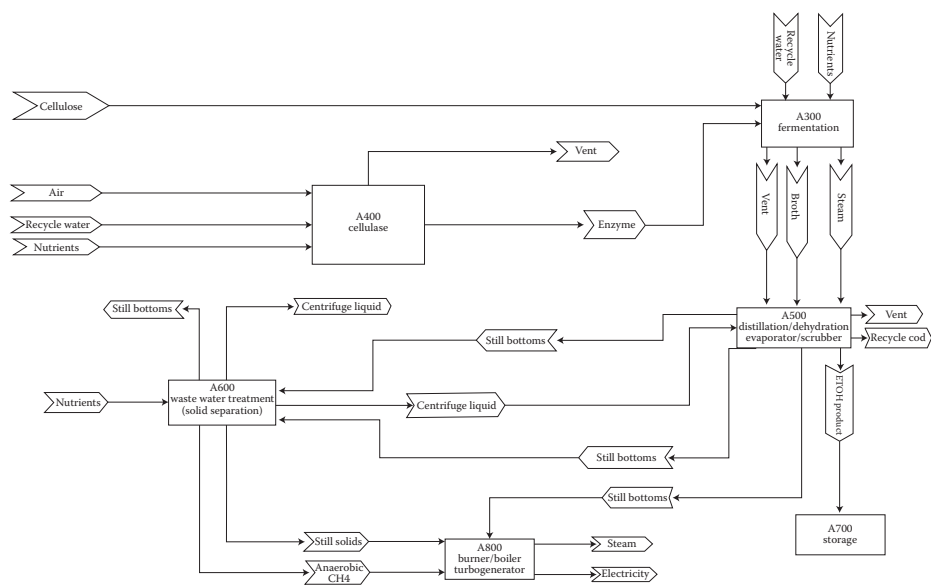 Recycle
water
Nutrients
Cellulose
A300
fermentation
Vent
Air
A400
cellulase
Recycle water
Enzyme
Nutrients
Vent
Broth
Steam
Still bottoms
Centrifuge liquid
A500
distillation/dehydration
evaporator/scrubber
Vent
Recycle cod
Still bottoms
A600
waste water treatment
(solid separation)
Nutrients
Centrifuge liquid
ETOH product
Still bottoms
Still bottoms
A700
storage
Still solids
A800
burner/boiler
turbogenerator
Steam
Anaerobic
CH4
Electricity